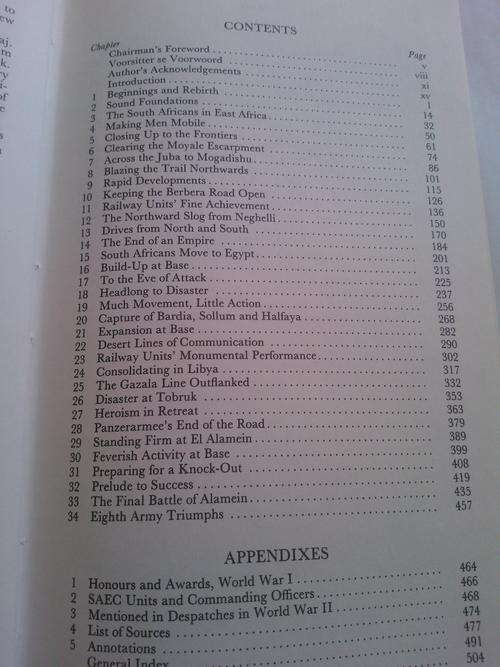 to
ew
aj.
m
k.
ry
i-
of
e
s
CONTENTS
Chapter Page
Chairman's Foreword v
Voorsitter se Voorwoord viii
Author's Acknowledgements xi
Introduction xv
1 Beginnings and Rebirth 1
2 Sound Foundations 14
3 The South Africans in East Africa 32
4 Making Men Mobile 50
5 Closing Up to the Frontiers 61
6 Clearing the Moyale Escarpment 74
7 Across the Juba to Mogadishu 86
8 Blazing the Trail Northwards 101
9 Rapid Developments 115
10 Keeping the Berbera Road Open 126
11 Railway Units' Fine Achievement 136
12 The Northward Slog from Neghelli 150
13 Drives from North and South 170
14 The End of an Empire 184
15 South Africans Move to Egypt 201
16 Build-Up at Base 213
17 To the Eve of Attack 225
18 Headlong to Disaster 237
19 Much Movement, Little Action 256
20 Capture of Bardia, Sollum and Halfaya 268
21 Expansion at Base 282
22 Desert Lines of Communication 290
23 Railway Units' Monumental Performance 302
24 Consolidating in Libya 317
25 The Gazala Line Outflanked 332
26 Disaster at Tobruk 353
27 Heroism in Retreat 363
28 Panzerarmee's End of the Road 379
29 Standing Firm at El Alamein 389
30 Feverish Activity at Base 399
31 Preparing for a Knock-Out 408
32 Prelude to Success 419
33 The Final Battle of Alamein 435
34 Eighth Army Triumphs 457
APPENDIXES
1 Honours and Awards, World War I 464
2 SAEC Units and Commanding Officers 466
3 Mentioned in Despatches in World War II 468
4 List of Sources 474
5 Annotations 477
General Index 491
504